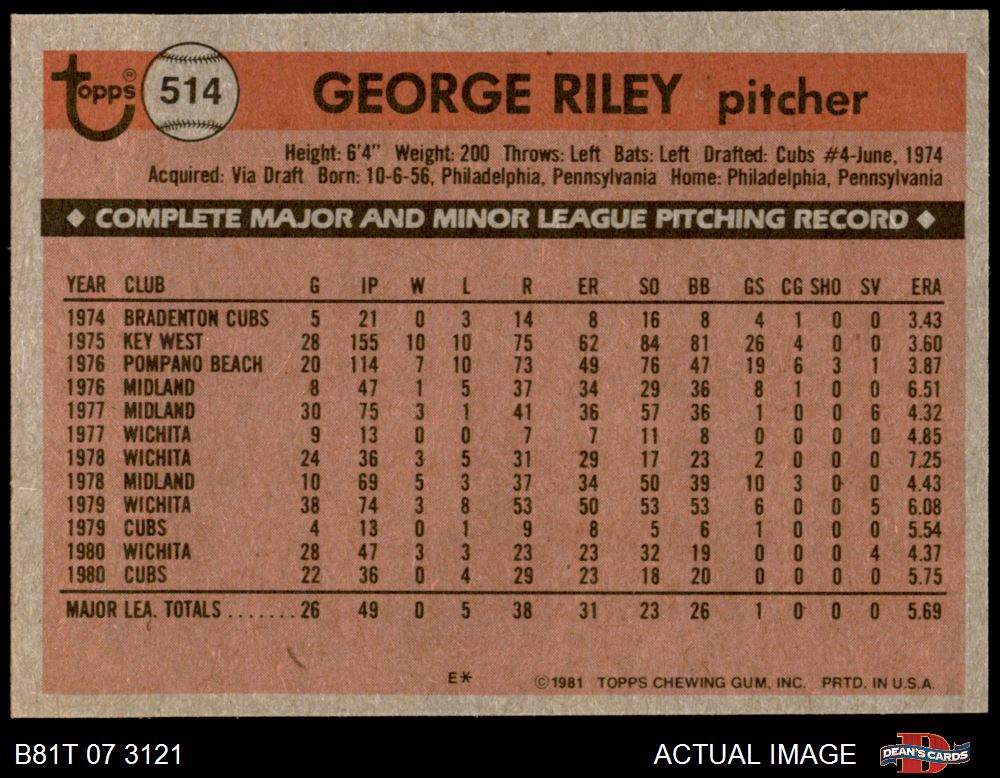 Topps® 514 GEORGE RILEY pitcher
Height: 6'4" Weight: 200 Throws: Left Bats: Left Drafted: Cubs #4-June, 1974
Acquired: Via Draft Born: 10-6-56, Philadelphia, Pennsylvania Home: Philadelphia, Pennsylvania
◆ COMPLETE MAJOR AND MINOR LEAGUE PITCHING RECORD ◆
YEAR CLUB G IP W L R ER SO BB GS CG SHO SV ERA
1974 BRADENTON CUBS 5 21 0 3 14 8 16 8 4 1 0 0 3.43
1975 KEY WEST 28 155 10 10 75 62 84 81 26 4 0 0 3.60
1976 POMPANO BEACH 20 114 7 10 73 49 76 47 19 6 3 1 3.87
1976 MIDLAND 8 47 1 5 37 34 29 36 8 1 0 0 6.51
1977 MIDLAND 30 75 3 1 41 36 57 36 1 0 0 6 4.32
1977 WICHITA 9 13 0 0 7 7 11 8 0 0 0 0 4.85
1978 WICHITA 24 36 3 5 31 29 17 23 2 0 0 0 7.25
1978 MIDLAND 10 69 5 3 37 34 50 39 10 3 0 0 4.43
1979 WICHITA 38 74 3 8 53 50 53 53 6 0 0 5 6.08
1979 CUBS 4 13 0 1 9 8 5 6 1 0 0 0 5.54
1980 WICHITA 28 47 3 3 23 23 32 19 0 0 0 4 4.37
1980 CUBS 22 36 0 4 29 23 18 20 0 0 0 0 5.75
MAJOR LEA. TOTALS ....... 26 49 0 5 38 31 23 26 1 0 0 0 5.69
E* ©1981 TOPPS CHEWING GUM, INC. PRTD. IN U.S.A.
B81T 07 3121 ACTUAL IMAGE DEAN'S CARDS